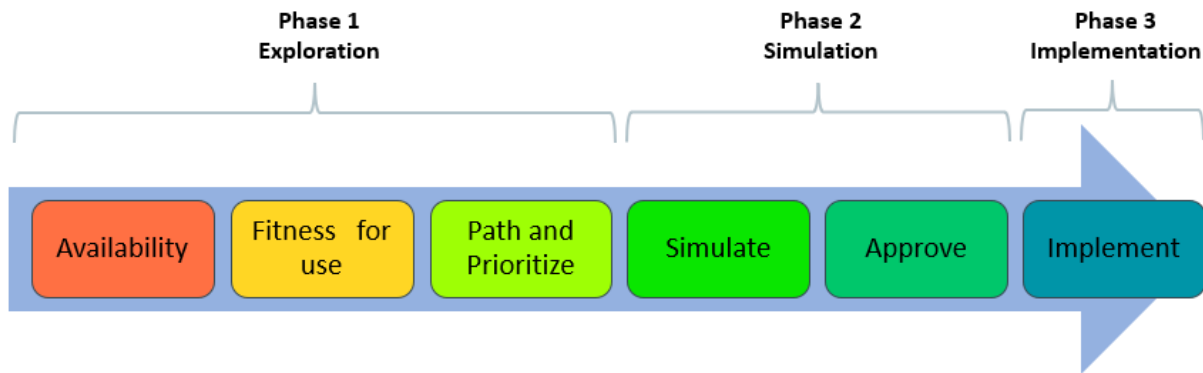 Phase 1
Exploration
Phase 2
Simulation
Phase 3
Implementation
Availability
Fitness for
use
Path and
Prioritize
Simulate
Approve
Implement